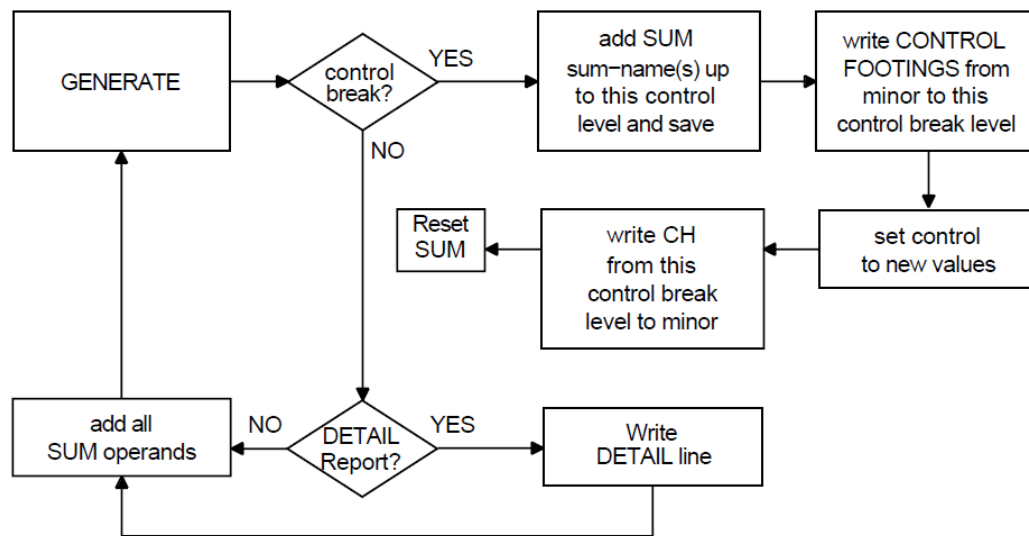 GENERATE
control
break?
YES
add SUM
sum-name(s) up
to this control
level and save
write CONTROL
FOOTINGS from
minor to this
control break level
NO
Reset
SUM
write CH
from this
control break
level to minor
set control
to new values
add all
SUM operands
NO
DETAIL
Report?
YES
Write
DETAIL line